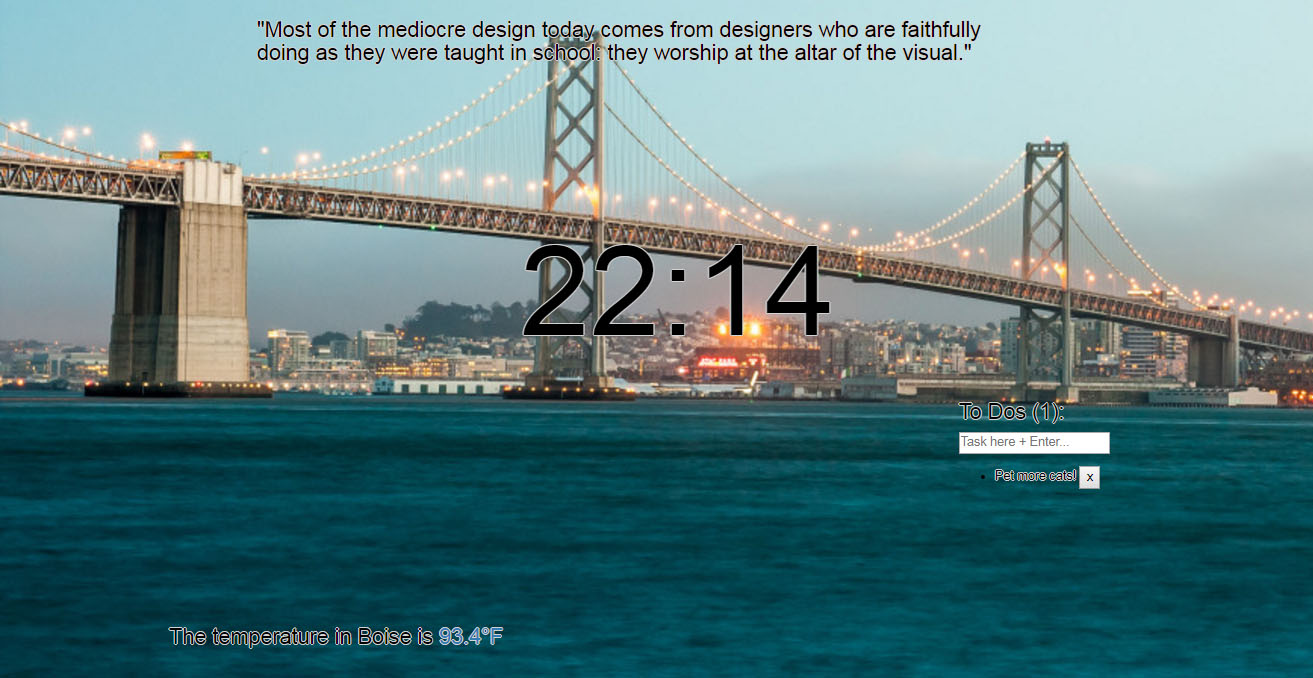 "Most of the mediocre design today comes from designers who are faithfully
doing as they were taught in school: they worship at the altar of the visual."
22:14
To Dos (1):
Task here + Enter...
Pet more cats! x
The temperature in Boise is 93.4°F